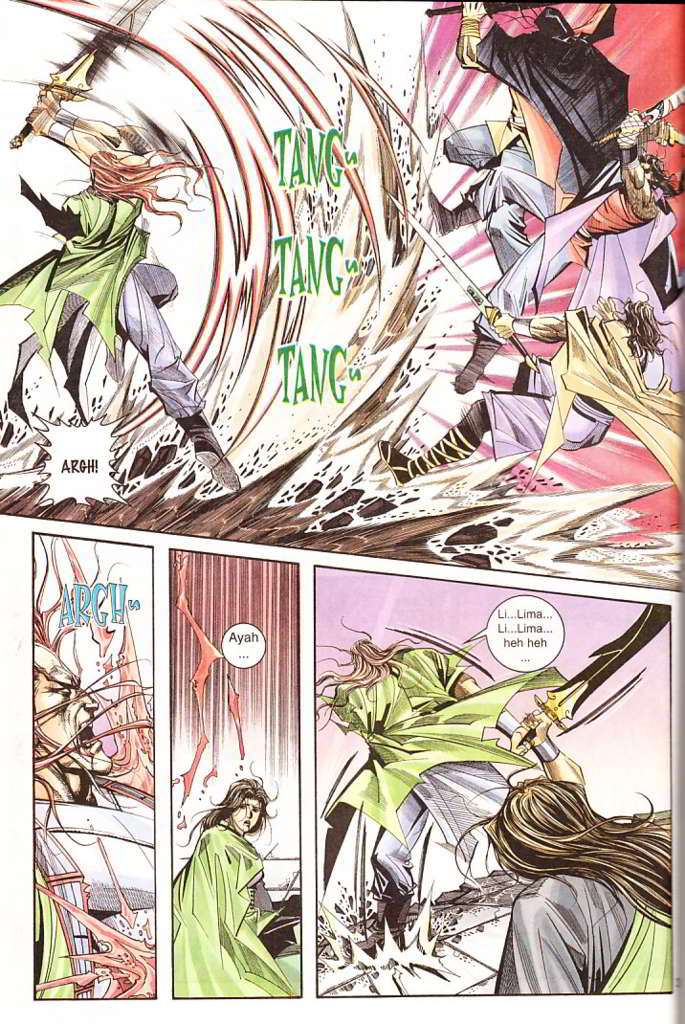 TANG~
TANG~
TANG~
ARGH!
ARGH~
Ayah
...
Li...Lima...
Li...Lima...
heh heh